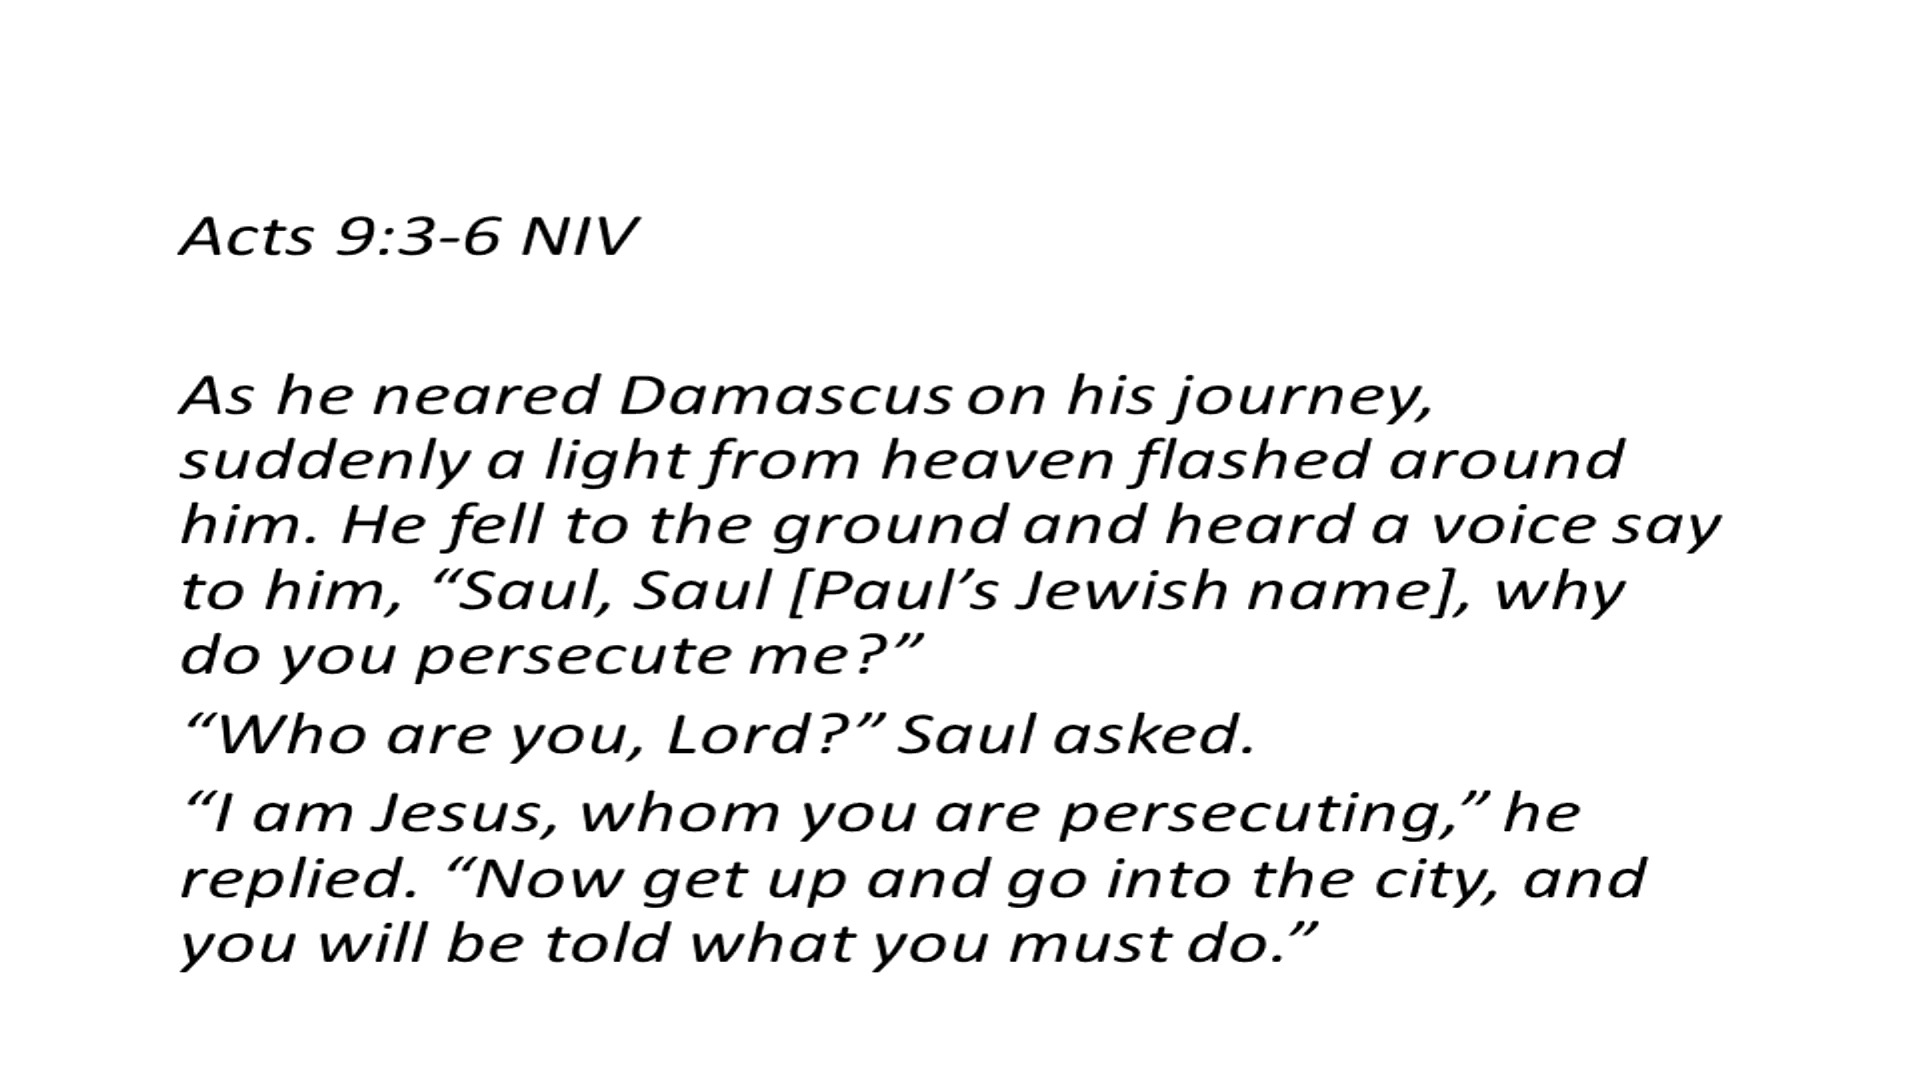 Acts 9:3-6 NIV
As he neared Damascus on his journey,
suddenly a light from heaven flashed around
him. He fell to the ground and heard a voice say
to him, “Saul, Saul [Paul’s Jewish name], why
do you persecute me?”
“Who are you, Lord?” Saul asked.
“I am Jesus, whom you are persecuting,” he
replied. “Now get up and go into the city, and
you will be told what you must do.”